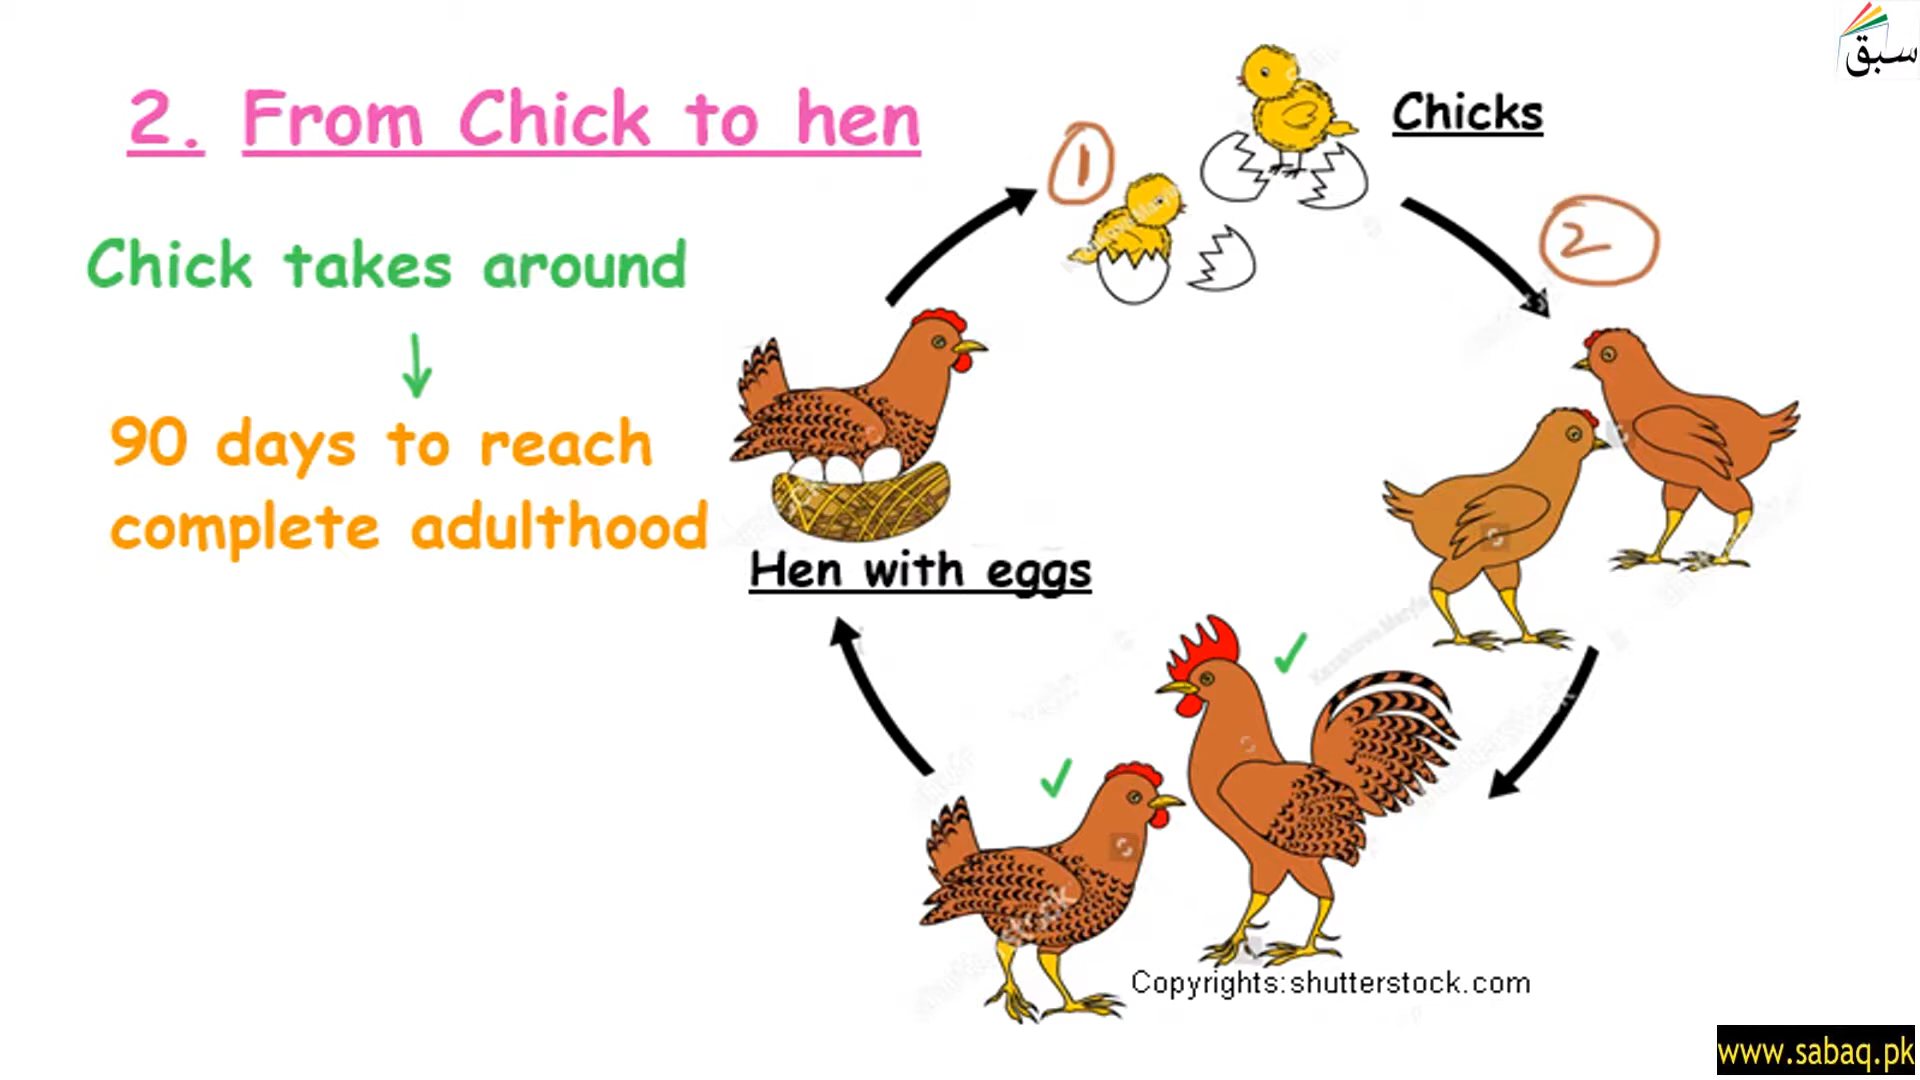 سبق
2. From Chick to hen
Chicks
1
2
Chick takes around
90 days to reach
complete adulthood
Hen with eggs
Copyrights:shutterstock.com
www.sabaq.pk